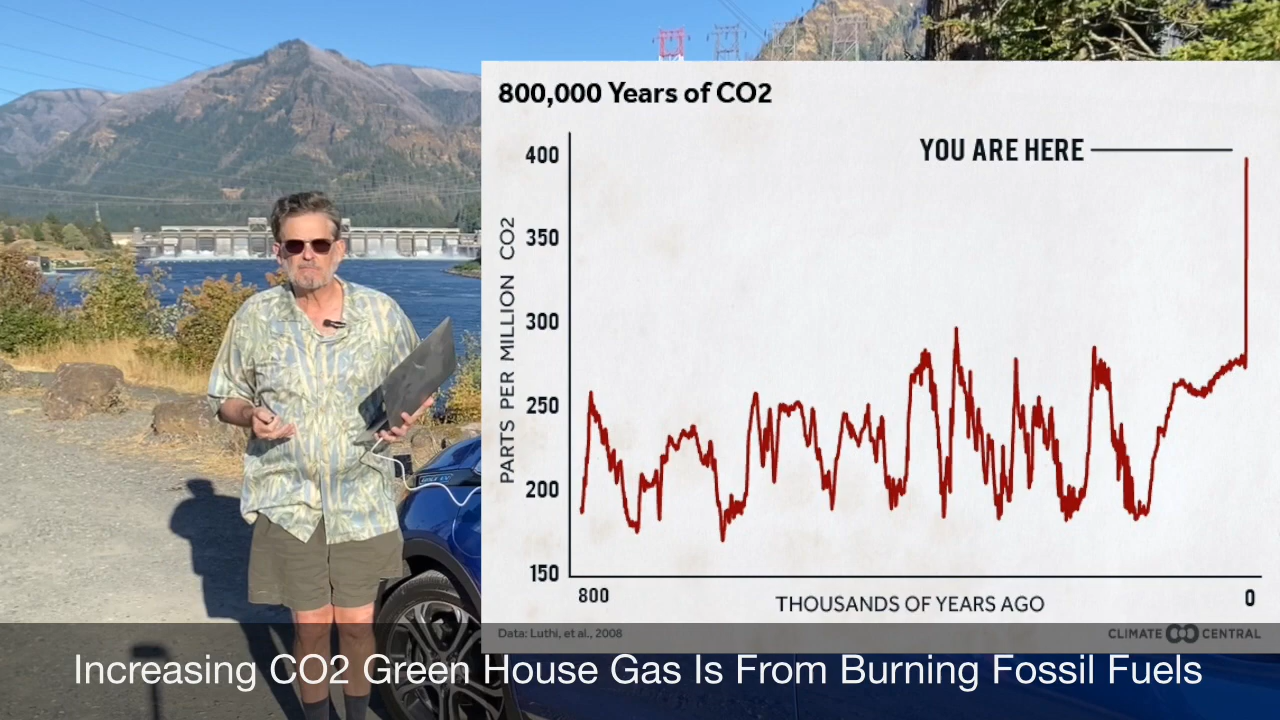 800,000 Years of CO2
YOU ARE HERE
400
350
300
250
200
150
PARTS PER MILLION CO2
800
THOUSANDS OF YEARS AGO
0
Data: Luthi, et al., 2008
CLIMATE CENTRAL
Increasing CO2 Green House Gas Is From Burning Fossil Fuels